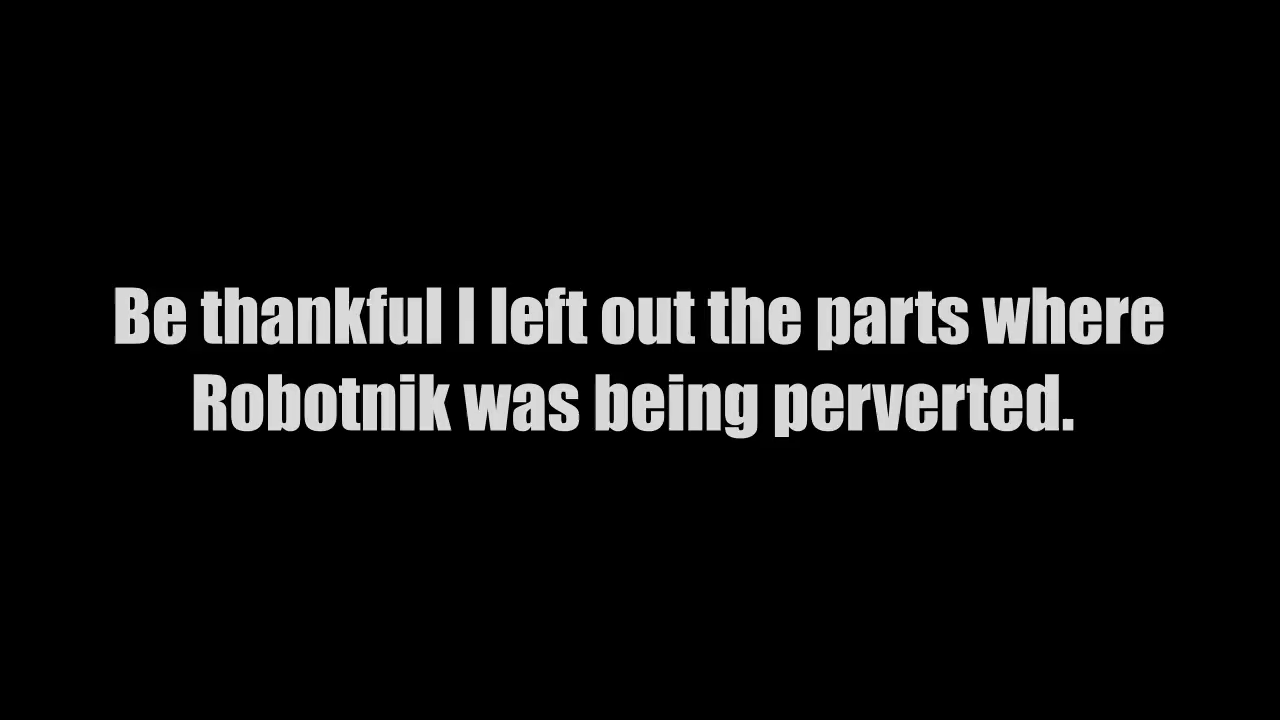 Be thankful I left out the parts where
Robotnik was being perverted.